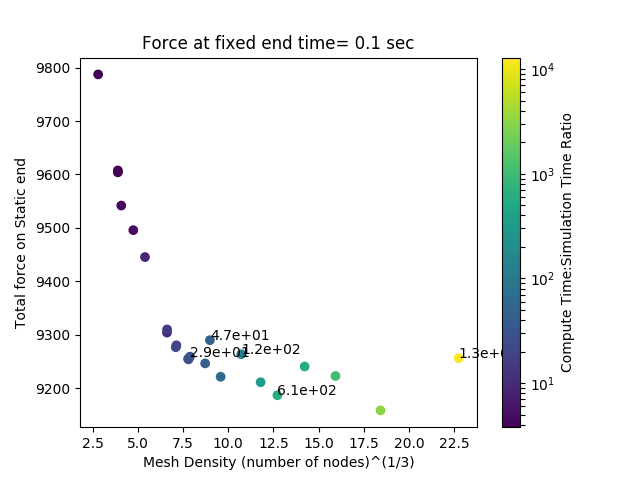 Force at fixed end time= 0.1 sec
9800
9700
9600
9500
9400
9300
9200
Total force on Static end
4.7e+01
2.9e+01
1.2e+02
6.1e+02
1.3e+0
2.5
5.0
7.5
10.0
12.5
15.0
17.5
20.0
22.5
Mesh Density (number of nodes)^(1/3)
10^4
10^3
10^2
10^1
Compute Time:Simulation Time Ratio